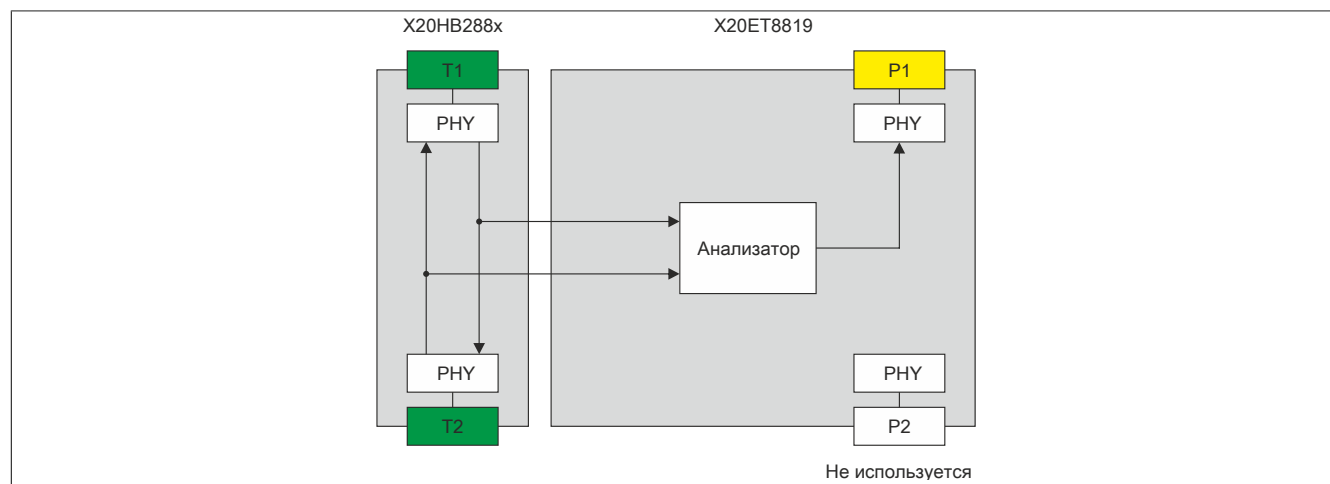 X20HB288x
X20ET8819
T1
P1
PHY
PHY
Анализатор
PHY
PHY
T2
P2
Не используется